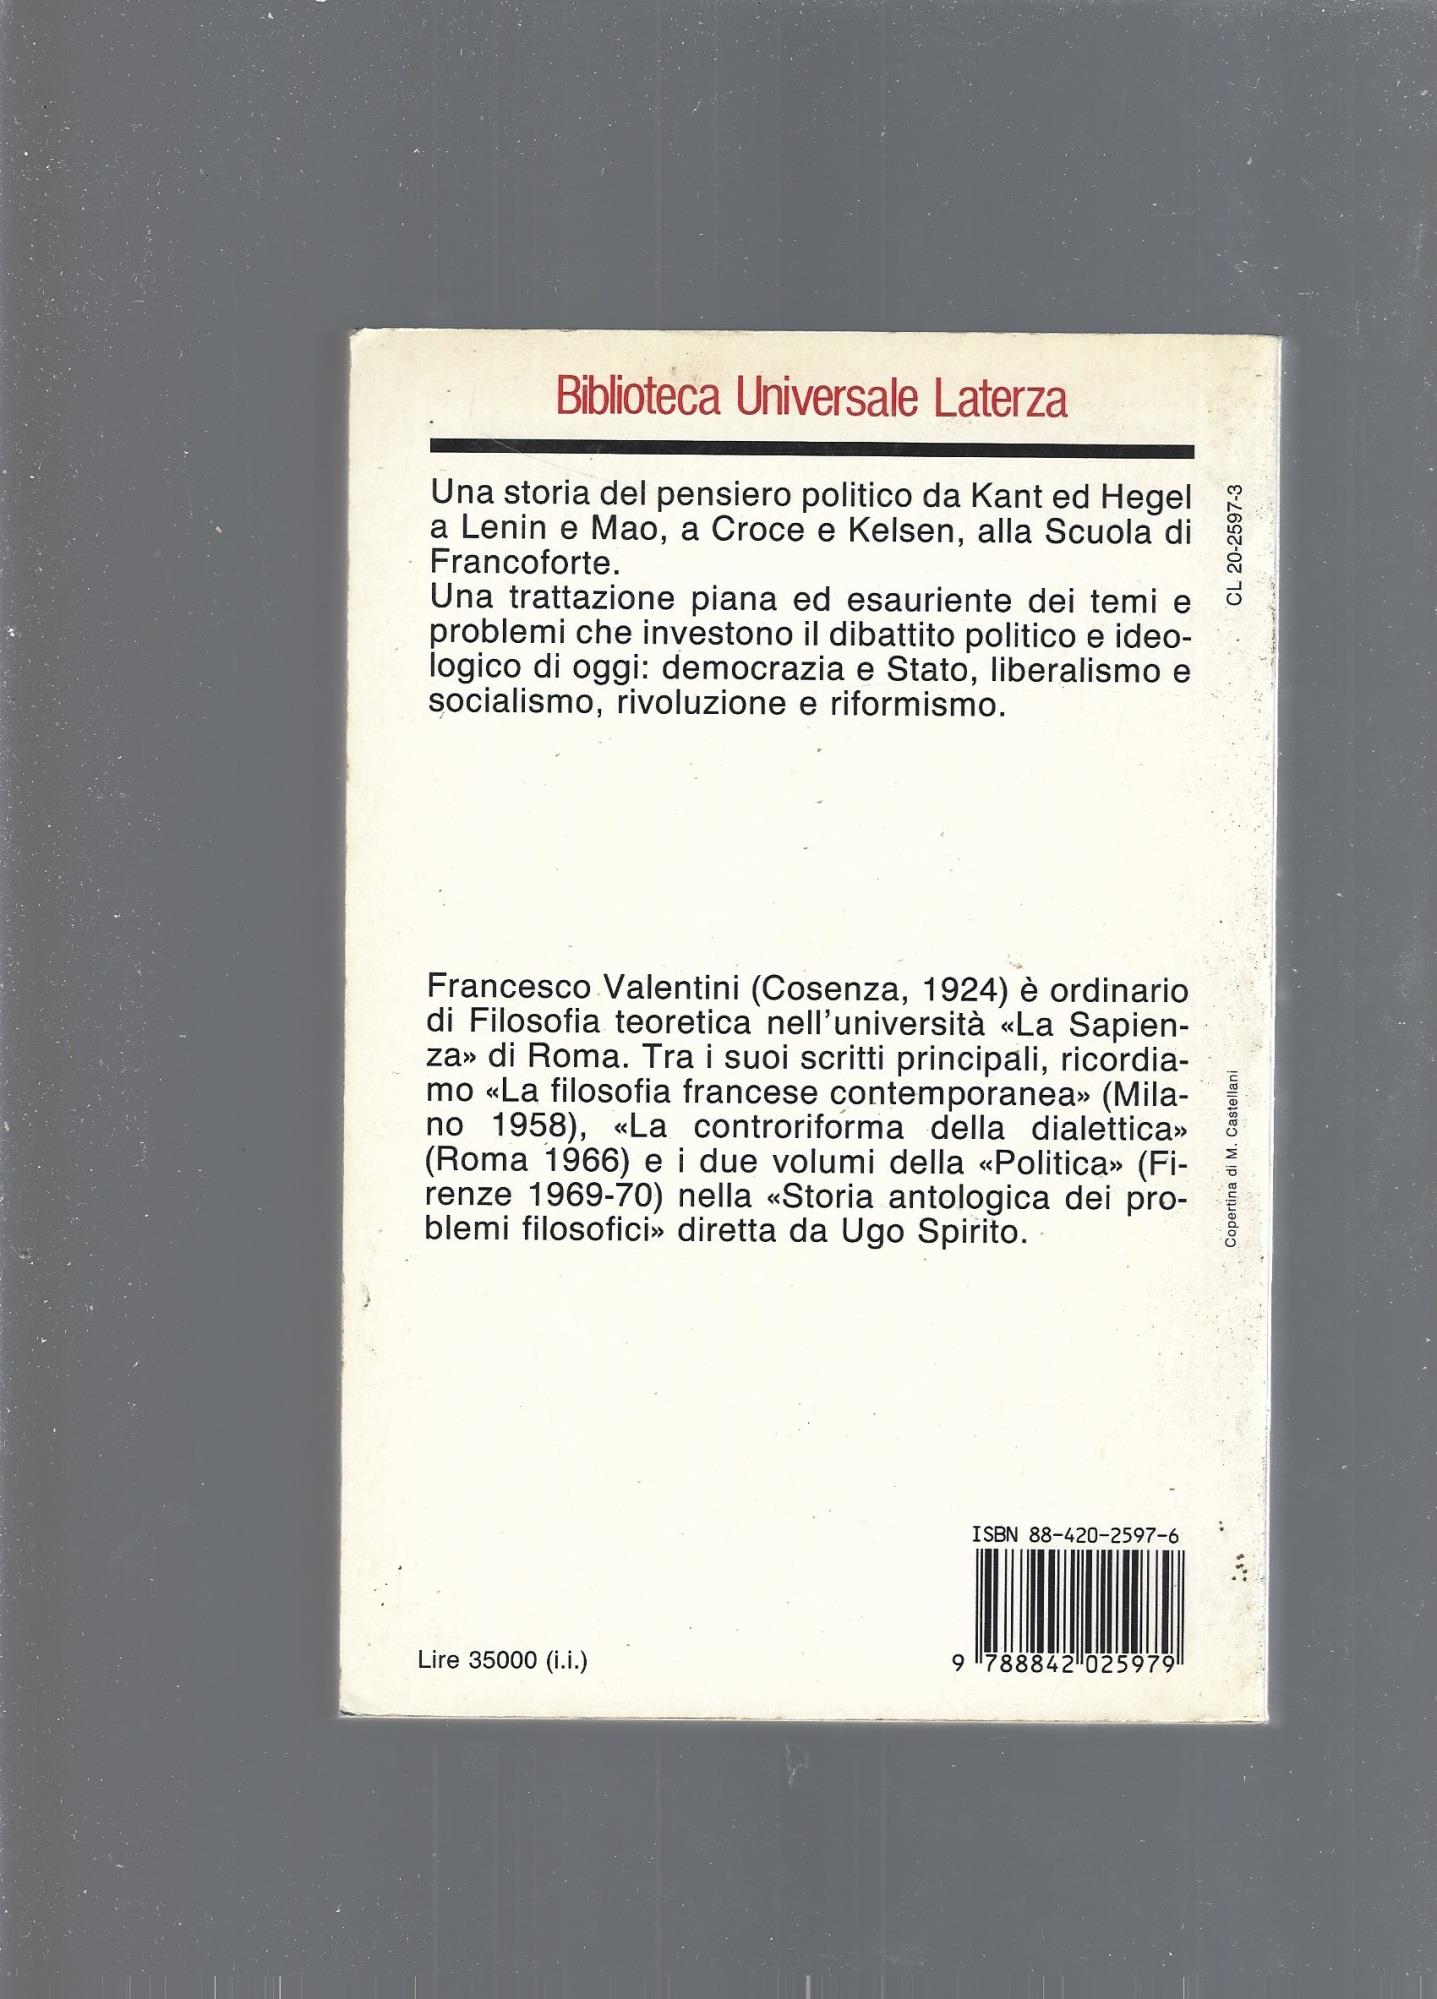 Biblioteca Universale Laterza
Una storia del pensiero politico da Kant ed Hegel
a Lenin e Mao, a Croce e Kelsen, alla Scuola di
Francoforte.
Una trattazione piana ed esauriente dei temi e
problemi che investono il dibattito politico e ideo-
logico di oggi: democrazia e Stato, liberalismo e
socialismo, rivoluzione e riformismo.
CL 20-2597-3
Francesco Valentini (Cosenza, 1924) è ordinario
di Filosofia teoretica nell'università «La Sapien-
za» di Roma. Tra i suoi scritti principali, ricordia-
mo «La filosofia francese contemporanea» (Mila-
no 1958), «La controriforma della dialettica»
(Roma 1966) e i due volumi della «Politica» (Fi-
renze 1969-70) nella «Storia antologica dei pro-
blemi filosofici» diretta da Ugo Spirito.
Copertina di M. Castellani
ISBN 88-420-2597-6
9 788842 025979
Lire 35000 (i.i.)